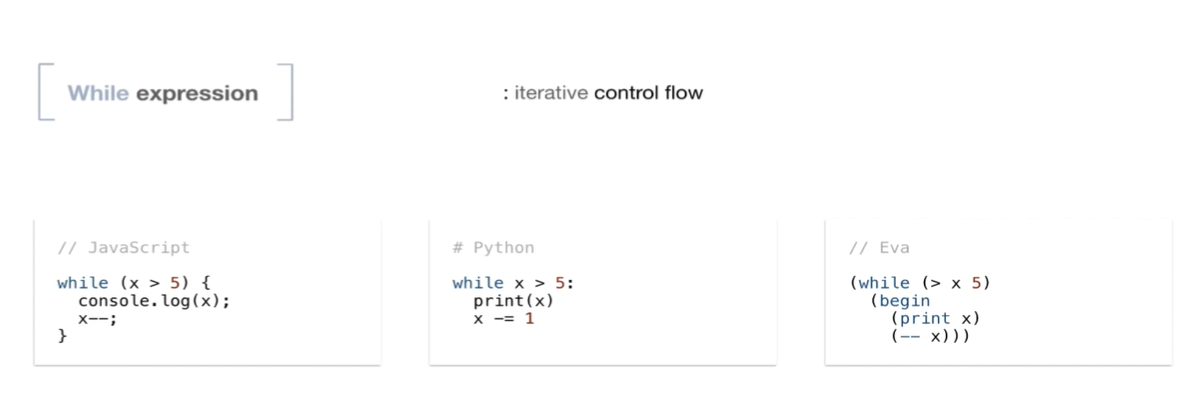 While expression
: iterative control flow
// JavaScript
while (x > 5) {
  console.log(x);
  x--;
}
# Python
while x > 5:
  print(x)
  x -= 1
// Eva
(while (> x 5)
  (begin
    (print x)
    (-- x)))